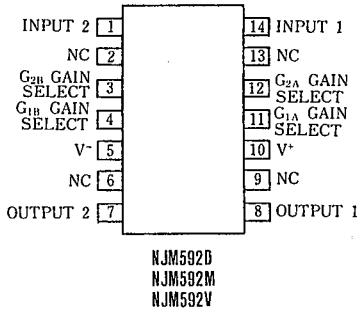 INPUT 2 1 14 INPUT 1
NC 2 13 NC
G2B GAIN SELECT 3 12 G2A GAIN SELECT
G1B GAIN SELECT 4 11 G1A GAIN SELECT
V- 5 10 V+
NC 6 9 NC
OUTPUT 2 7 8 OUTPUT 1
NJM592D
NJM592M
NJM592V